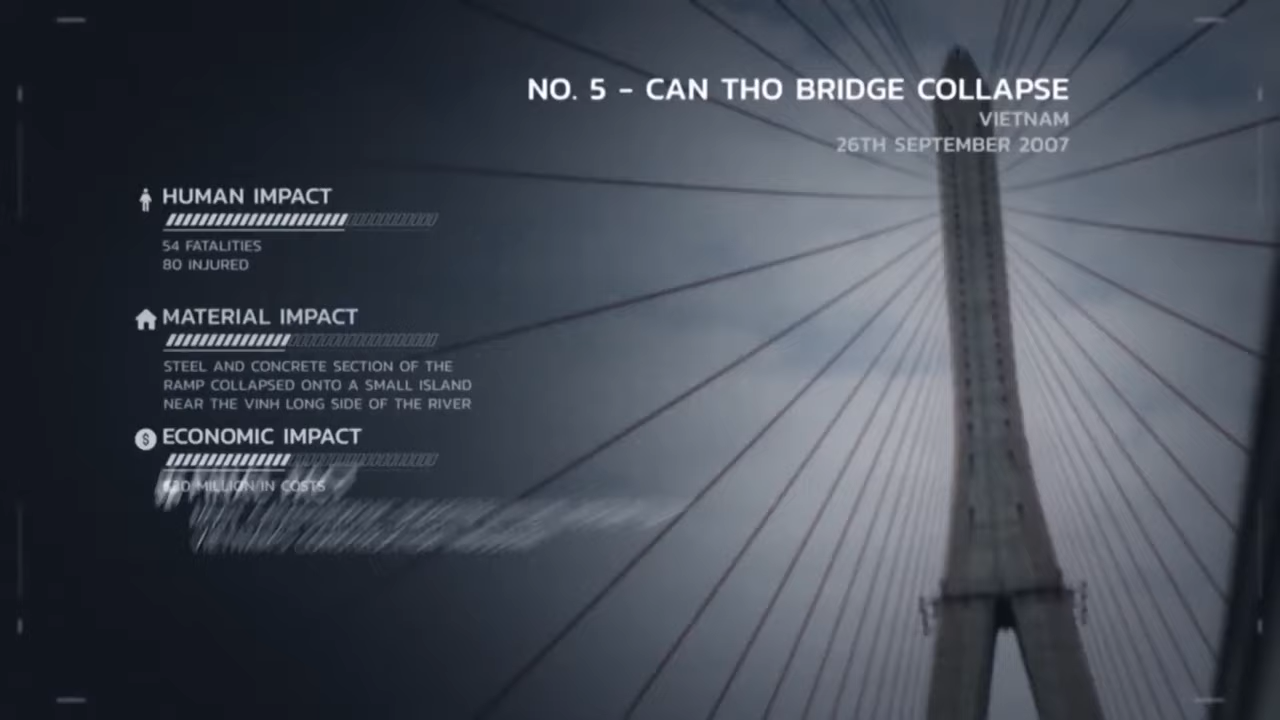 NO. 5 - CAN THO BRIDGE COLLAPSE
VIETNAM
26TH SEPTEMBER 2007
HUMAN IMPACT
54 FATALITIES
80 INJURED
MATERIAL IMPACT
STEEL AND CONCRETE SECTION OF THE
RAMP COLLAPSED ONTO A SMALL ISLAND
NEAR THE VINH LONG SIDE OF THE RIVER
$
ECONOMIC IMPACT
MILLION IN COSTS